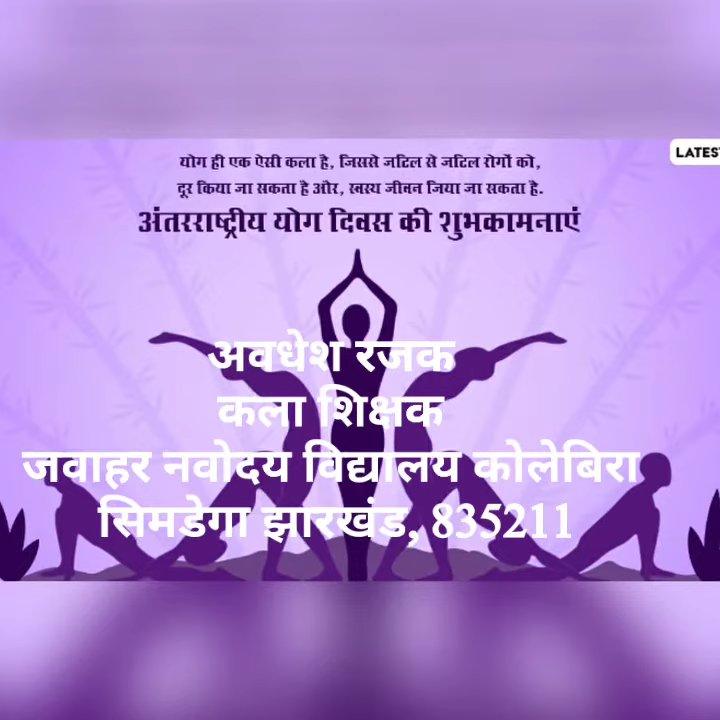 योग ही एक ऐसी कला है, जिससे जटिल से जटिल रोगों को,
दूर किया जा सकता है और, स्वस्थ जीवन जिया जा सकता है.
अंतरराष्ट्रीय योग दिवस की शुभकामनाएं
LATES
अवधेश रजक
कला शिक्षक
जवाहर नवोदय विद्यालय कोलेबिरा
सिमडेगा झारखंड, 835211